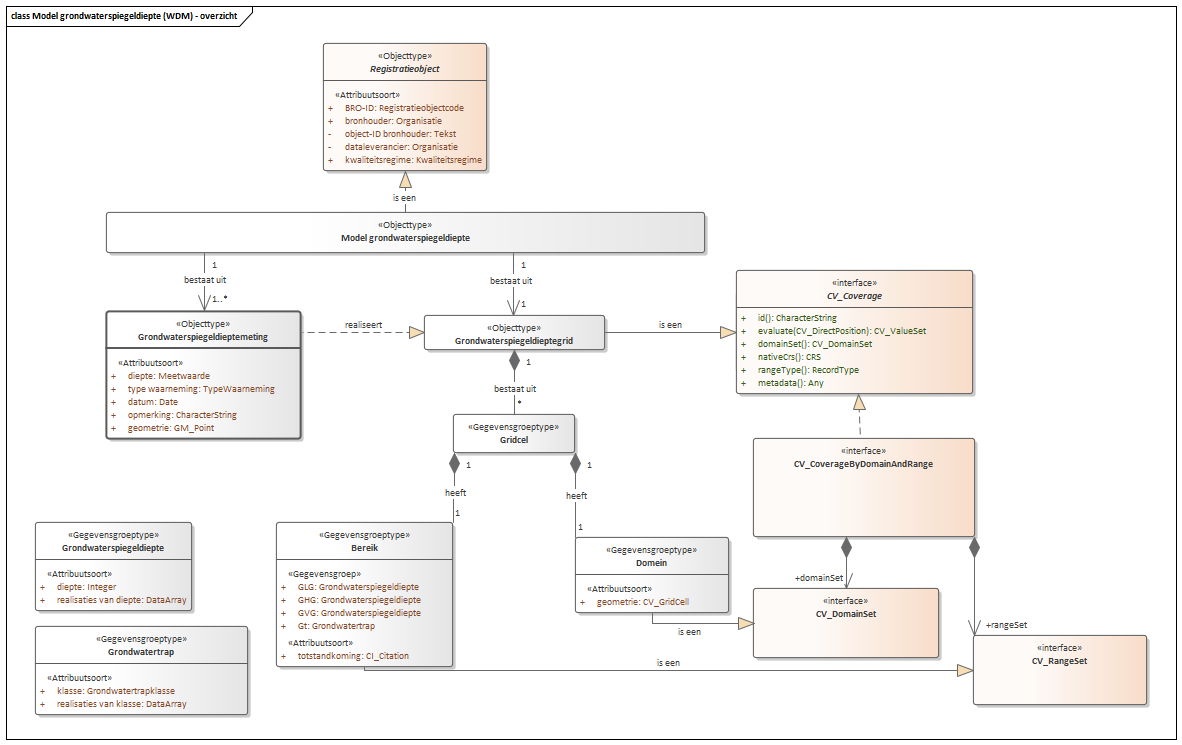 class Model grondwaterspiegeldiepte (WDM) - overzicht
«Objecttype»
Registratieobject
«Attribuutsoort»
+ BRO-ID: Registratieobjectcode
+ bronhouder: Organisatie
- object-ID bronhouder: Tekst
- dataleverancier: Organisatie
+ kwaliteitsregime: Kwaliteitsregime
is een
«Objecttype»
Model grondwaterspiegeldiepte
1
bestaat uit
1..*
1
bestaat uit
1
«Objecttype»
Grondwaterspiegeldieptemeting
«Attribuutsoort»
+ diepte: Meetwaarde
+ type waarneming: TypeWaarneming
+ datum: Date
+ opmerking: CharacterString
+ geometrie: GM_Point
realiseert
«Objecttype»
Grondwaterspiegeldieptegrid
is een
«interface»
CV_Coverage
+ id(): CharacterString
+ evaluate(CV_DirectPosition): CV_ValueSet
+ domainSet(): CV_DomainSet
+ nativeCrs(): CRS
+ rangeType(): RecordType
+ metadata(): Any
1
bestaat uit
*
«Gegevensgroeptype»
Gridcel
1
heeft
1
1
heeft
1
«interface»
CV_CoverageByDomainAndRange
«Gegevensgroeptype»
Grondwaterspiegeldiepte
«Attribuutsoort»
+ diepte: Integer
+ realisaties van diepte: DataArray
«Gegevensgroeptype»
Bereik
«Gegevensgroep»
+ GLG: Grondwaterspiegeldiepte
+ GHG: Grondwaterspiegeldiepte
+ GVG: Grondwaterspiegeldiepte
+ Gt: Grondwatertrap
«Attribuutsoort»
+ totstandkoming: CI_Citation
«Gegevensgroeptype»
Domein
«Attribuutsoort»
+ geometrie: CV_GridCell
is een
+domainSet
«interface»
CV_DomainSet
+rangeSet
«interface»
CV_RangeSet
is een
«Gegevensgroeptype»
Grondwatertrap
«Attribuutsoort»
+ klasse: Grondwatertrapklasse
+ realisaties van klasse: DataArray